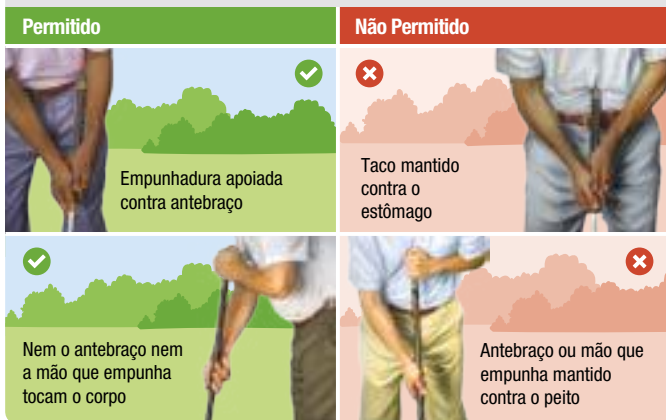 Permitido
Não Permitido
Empunhadura apoiada
contra antebraço
Taco mantido
contra o
estômago
Nem o antebraço nem
a mão que empunha
tocam o corpo
Antebraço ou mão que
empunha mantido
contra o peito